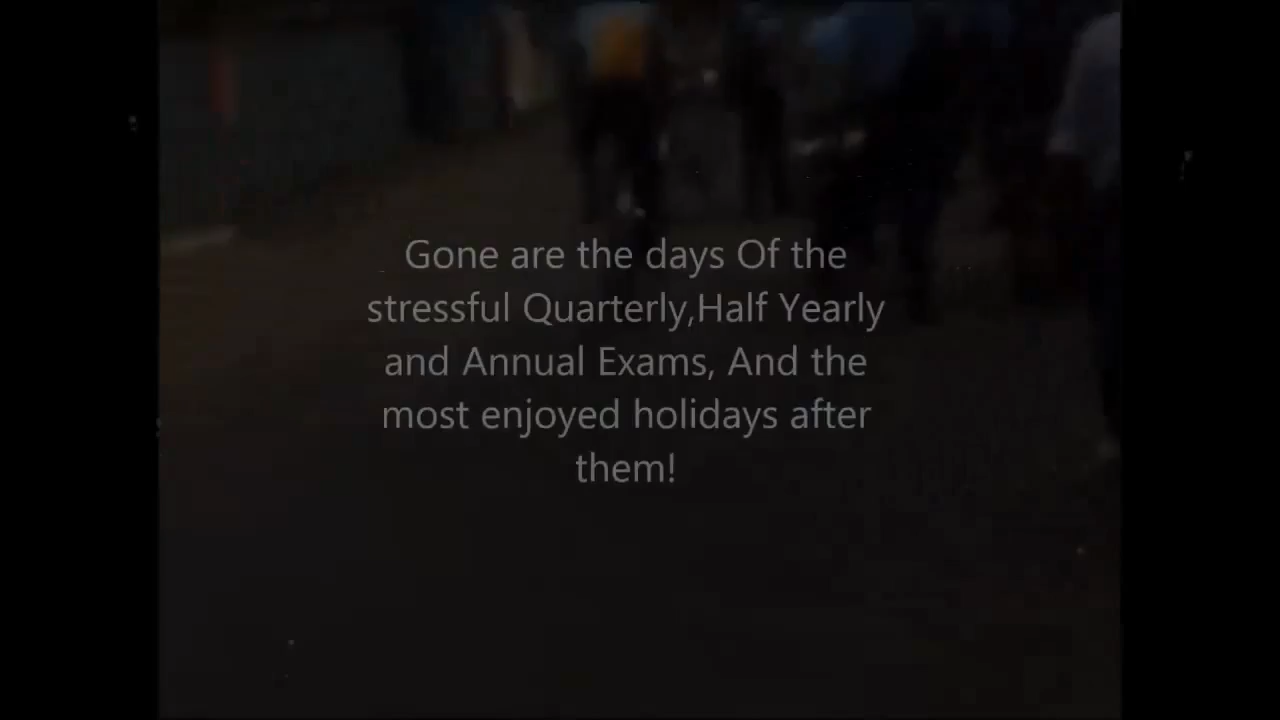 Gone are the days Of the
stressful Quarterly,Half Yearly
and Annual Exams, And the
most enjoyed holidays after
them!